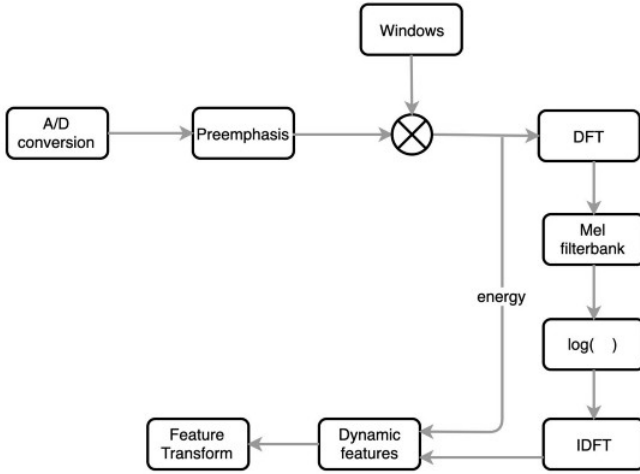 Windows
A/D
conversion
Preemphasis
DFT
Mel
filterbank
energy
log( )
Feature
Transform
Dynamic
features
IDFT